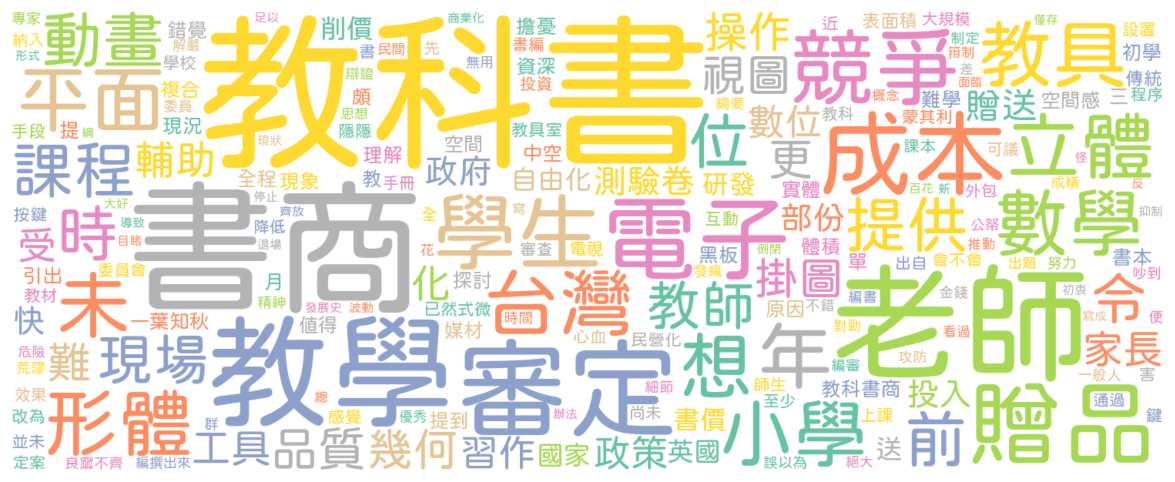 專家 動畫 錯覺 足以 削價 教科書 商業化 擔憂 操作 近 表面積 大規模 競爭 僅存 教具 設置
納入 解嚴 書 民間 先 書編 制定 初學
形式 平面 學校 辯證 無用 資深 投資 視圖 差 面臨 傳統
複合 委員 頗 思想 綱要 概念 難學 贈送 空間感 三 程序
手段 提 綱 現況 現狀 隱隱 空間 教具室 位 數位 教科 蒙其利 成本 立體
課程 輔助 理解 中空 更 課本 可議 怪
全程 現象 教 手冊 政府 自由化 測驗卷 研發 實體 百花 新 外包 成績 反
按鍵 大好 停止 書商 全 學生 寫 電子 互動 部份 提供 公帑 數學 抑制
受 時 導致 降低 齊放 花 審查 電視 黑板 倒閉 體積 單 推動
目睹 退場 引出 委員會 月 化 探討 發瘋 掛圖 出自 會不會 出題 努力 書本 吵到
教材 未 精神 發展史 波動 已然式微 台灣 教師 原因 不錯 編書 金錢 老師 初衷 令
快 一葉知秋 值得 媒材 時間 心血 想 年 對勁 看過 寫成 便
危險 難 現場 教學 審定 民營化 編審 攻防 一般人 家長
荒謬 細節 師生 教科書商 害
效果 形體 總 尚未 至少 投入 通過
改為 群 感覺 優秀 提到 辦法 書價 小學 上課 前 贈品 鍵
並未 工具 品質 幾何 習作 國家 政策 英國 送
定案 良窳不齊 編撰出來 誤以為 絕大